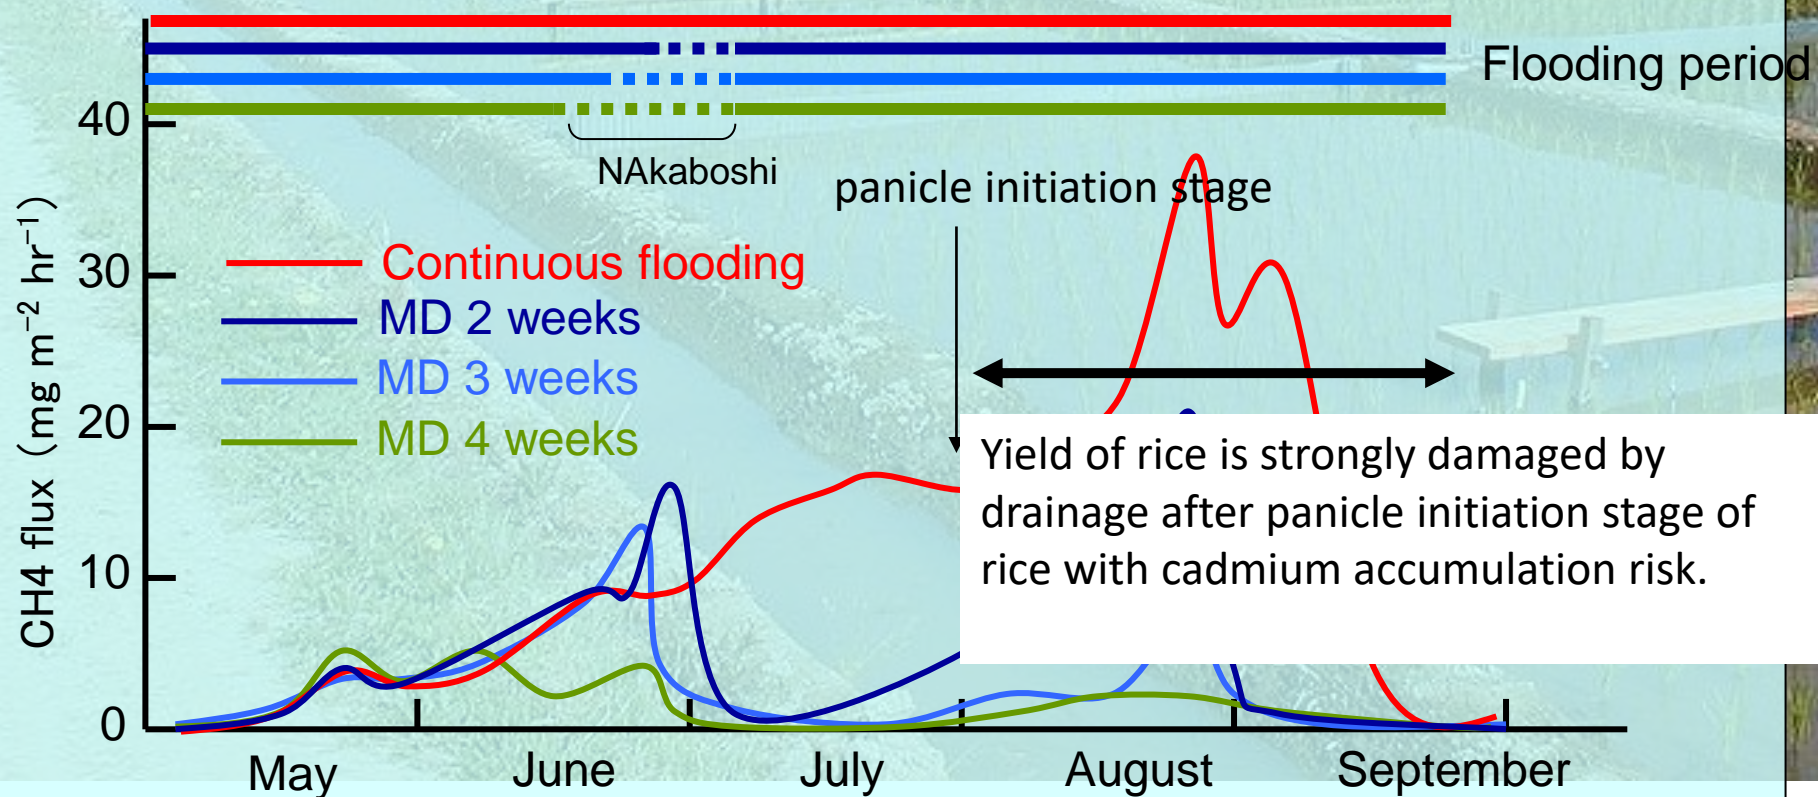 Flooding period
40
NAkaboshi
panicle initiation stage
CH4 flux (mg m⁻² hr⁻¹)
30
Continuous flooding
MD 2 weeks
MD 3 weeks
20
MD 4 weeks
Yield of rice is strongly damaged by
drainage after panicle initiation stage of
rice with cadmium accumulation risk.
10
0
May June July August September